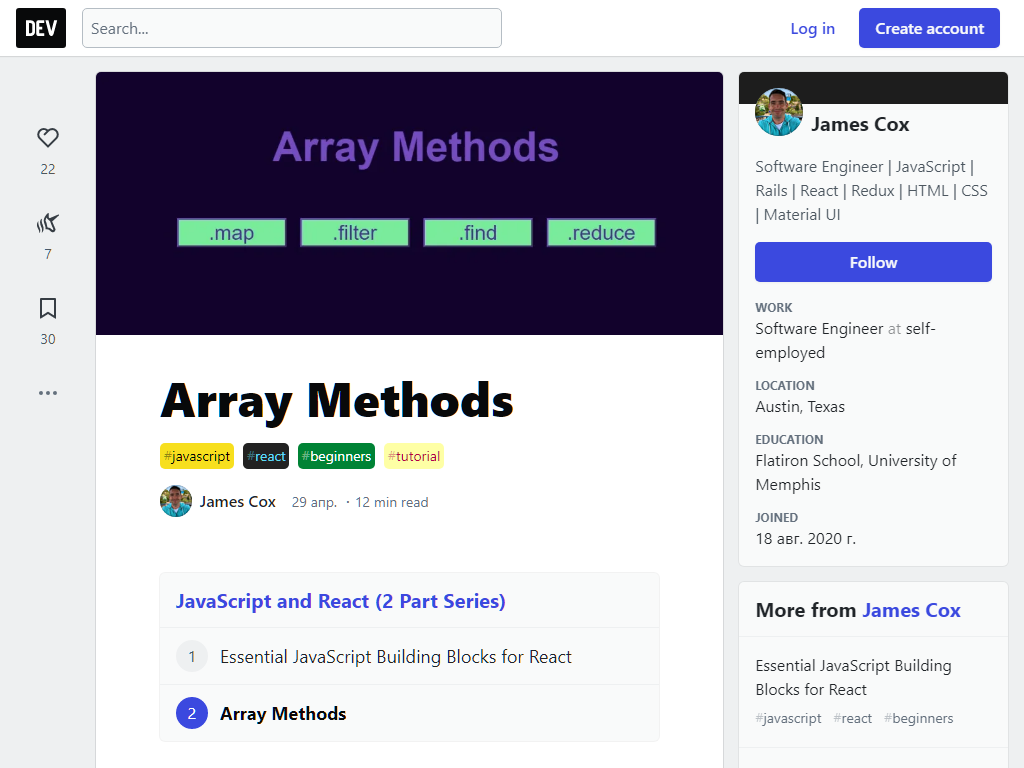 DEV
Search...
Log in
Create account
22
7
30
Array Methods
.map
.filter
.find
.reduce
Array Methods
#javascript
#react
#beginners
#tutorial
James Cox
29 апр.
· 12 min read
JavaScript and React (2 Part Series)
1
Essential JavaScript Building Blocks for React
2
Array Methods
James Cox
Software Engineer | JavaScript |
Rails | React | Redux | HTML | CSS
| Material UI
Follow
WORK
Software Engineer at self-
employed
LOCATION
Austin, Texas
EDUCATION
Flatiron School, University of
Memphis
JOINED
18 авг. 2020 г.
More from James Cox
Essential JavaScript Building
Blocks for React
#javascript #react #beginners